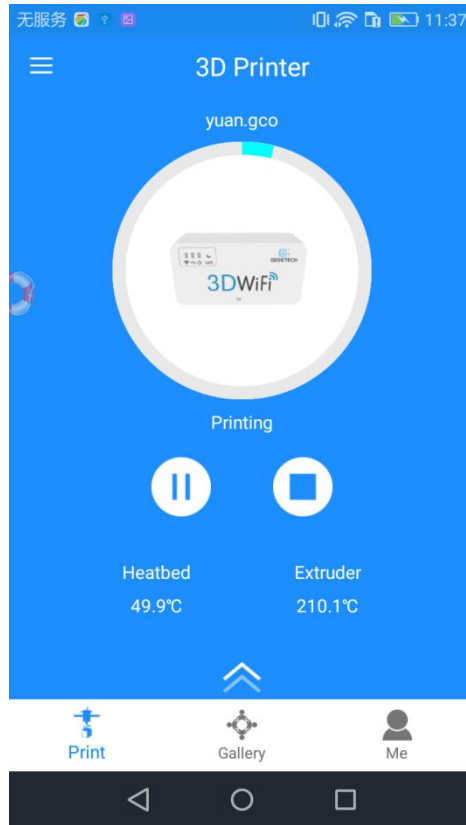 无服务 11:37
3D Printer
yuan.gco
GEEETECH
3DWiFi
Printing
Heatbed Extruder
49.9℃ 210.1℃
Print Gallery Me